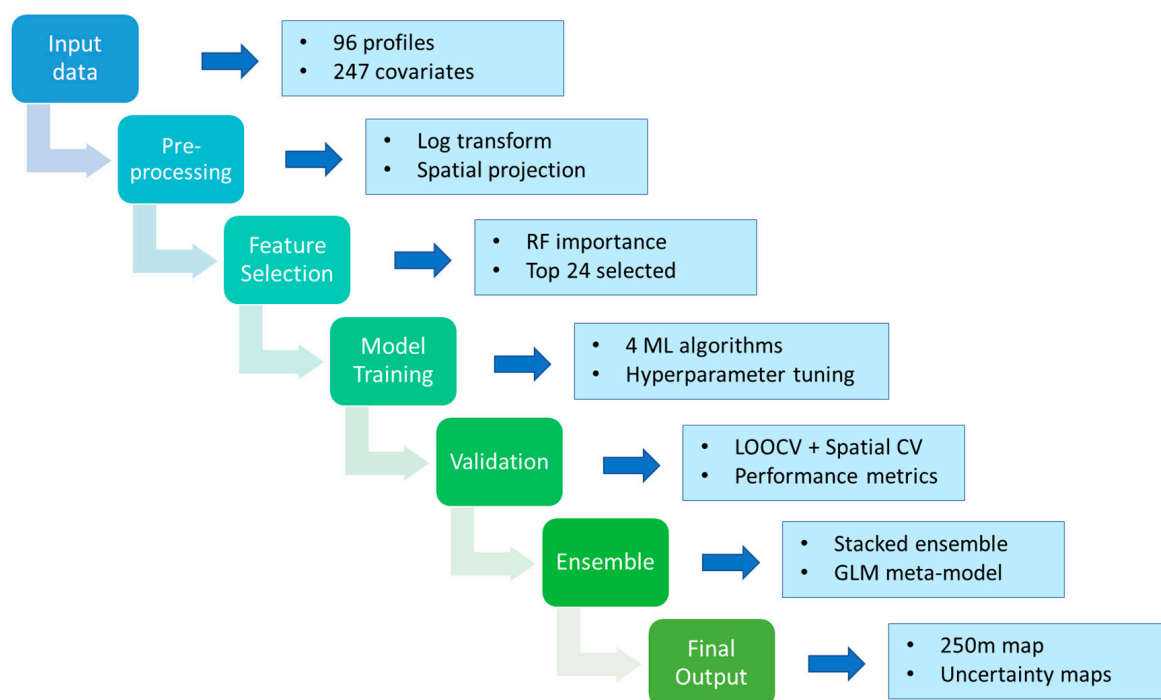 Input
data
• 96 profiles
• 247 covariates
Pre-
processing
• Log transform
• Spatial projection
Feature
Selection
• RF importance
• Top 24 selected
Model
Training
• 4 ML algorithms
• Hyperparameter tuning
Validation
• LOOCV + Spatial CV
• Performance metrics
Ensemble
• Stacked ensemble
• GLM meta-model
Final
Output
• 250m map
• Uncertainty maps